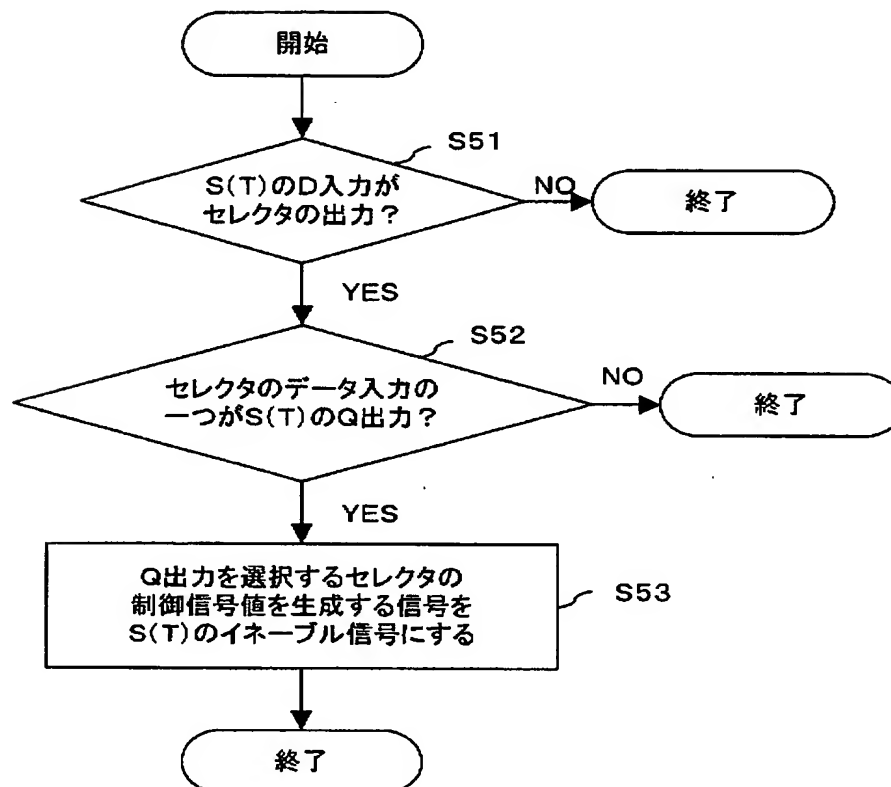 開始
S51
S(T)のD入力が
セレクタの出力？
NO
終了
YES
S52
セレクタのデータ入力の
一つがS(T)のQ出力？
NO
終了
YES
Q出力を選択するセレクタの
制御信号値を生成する信号を
S(T)のイネーブル信号にする
S53
終了